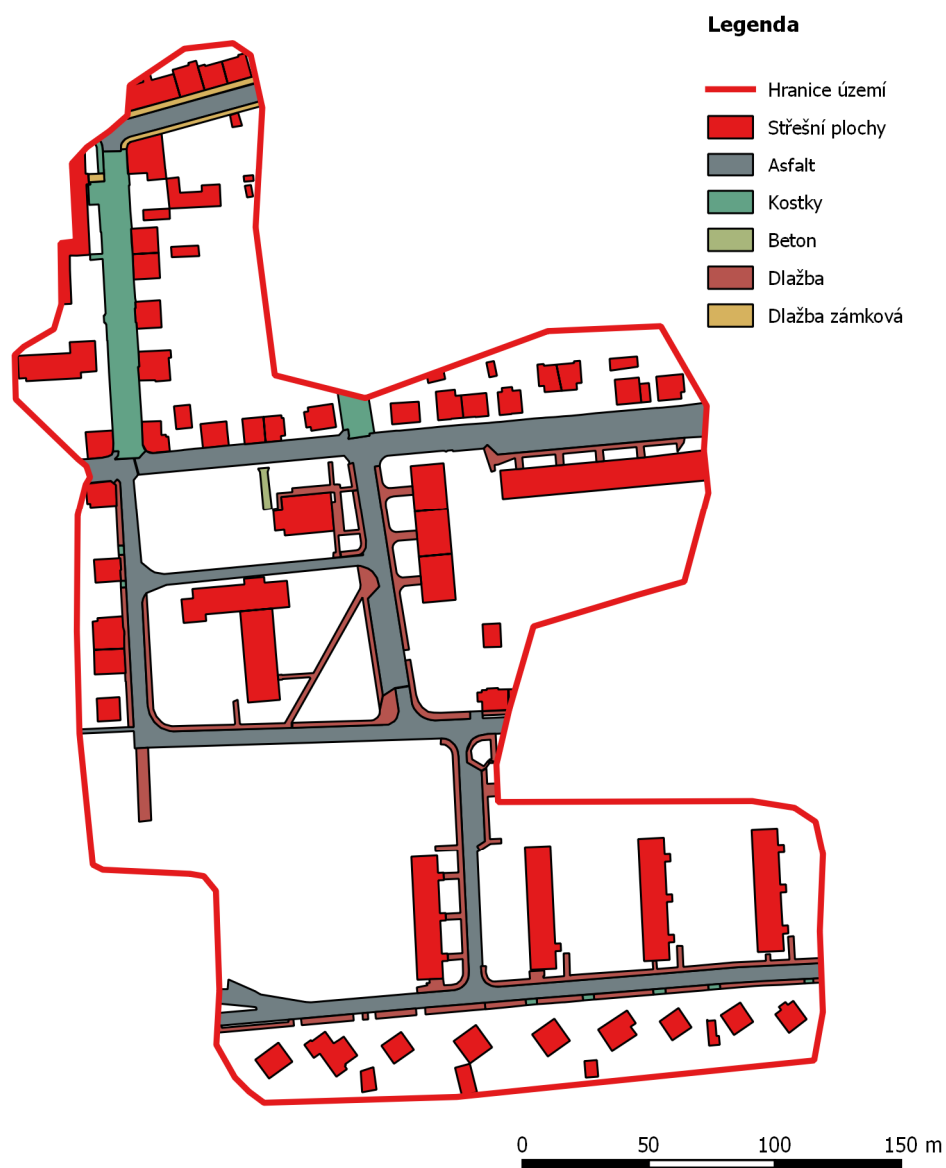 Legenda
Hranice území
Střešní plochy
Asfalt
Kostky
Beton
Dlažba
Dlažba zámková
0 50 100 150 m